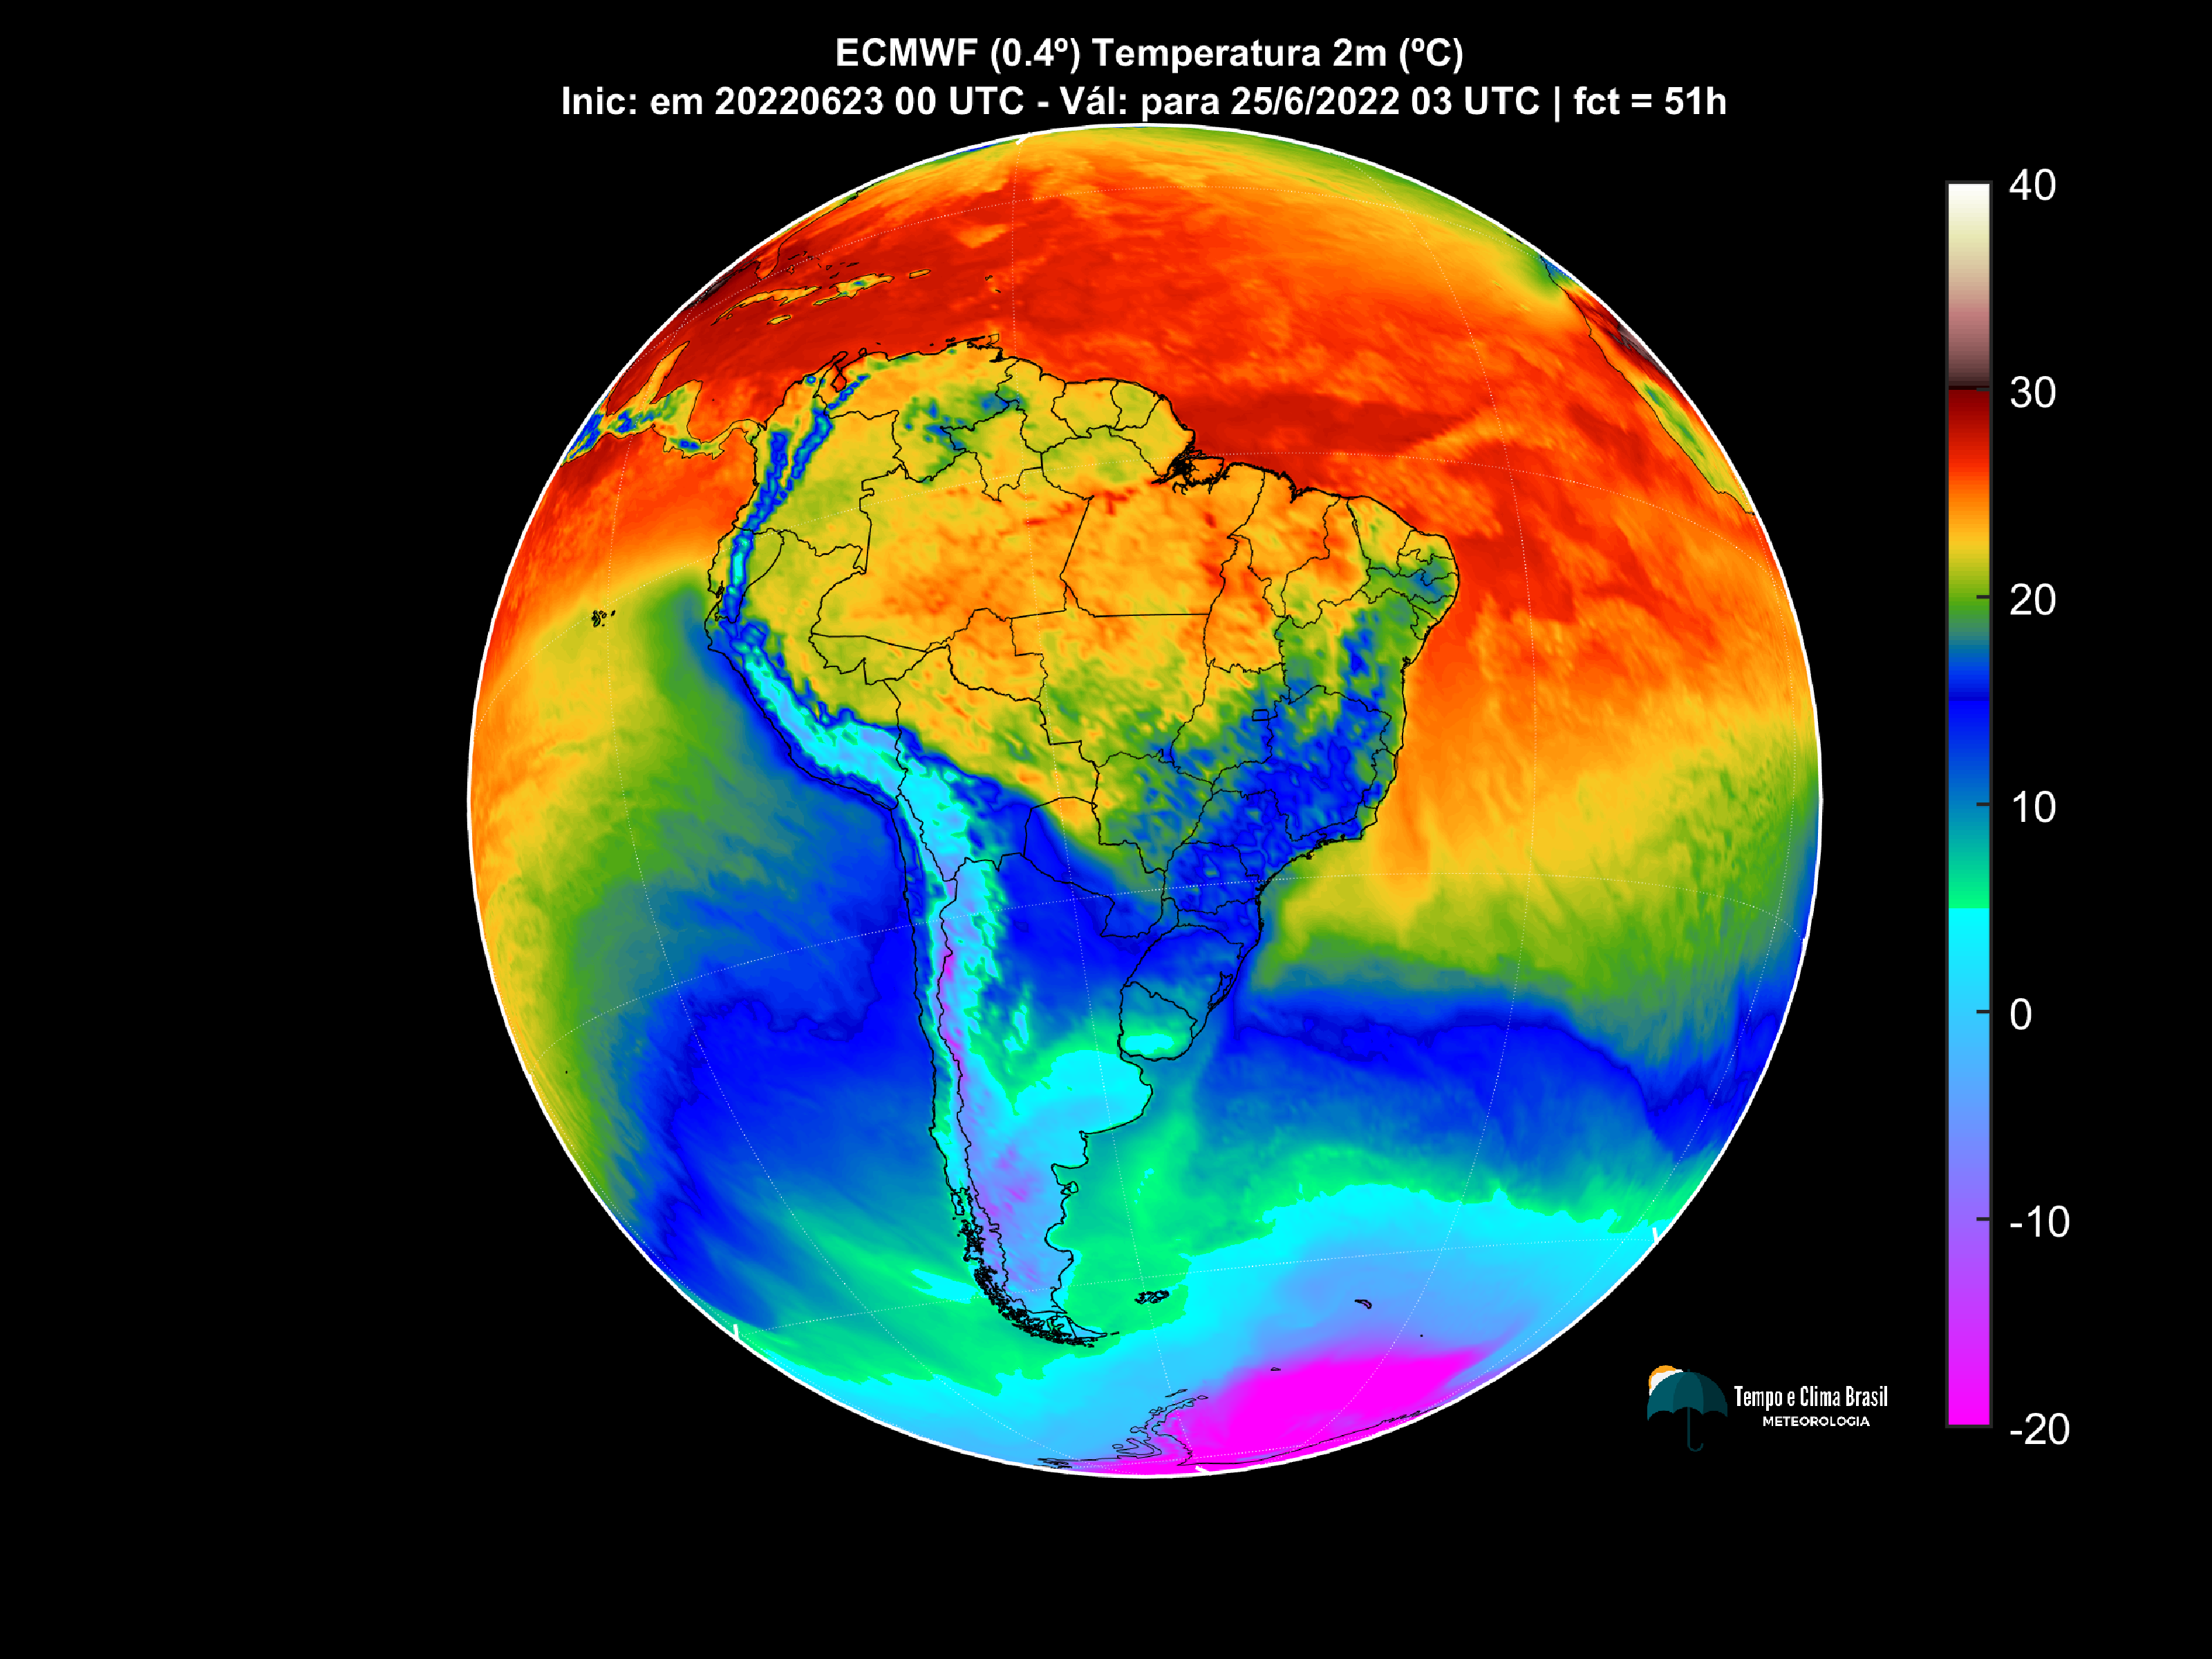 ECMWF (0.4º) Temperatura 2m (ºC)
Inic: em 20220623 00 UTC - Vál: para 25/6/2022 03 UTC | fct = 51h
40
30
20
10
0
-10
-20
Tempo e Clima Brasil
METEOROLOGIA